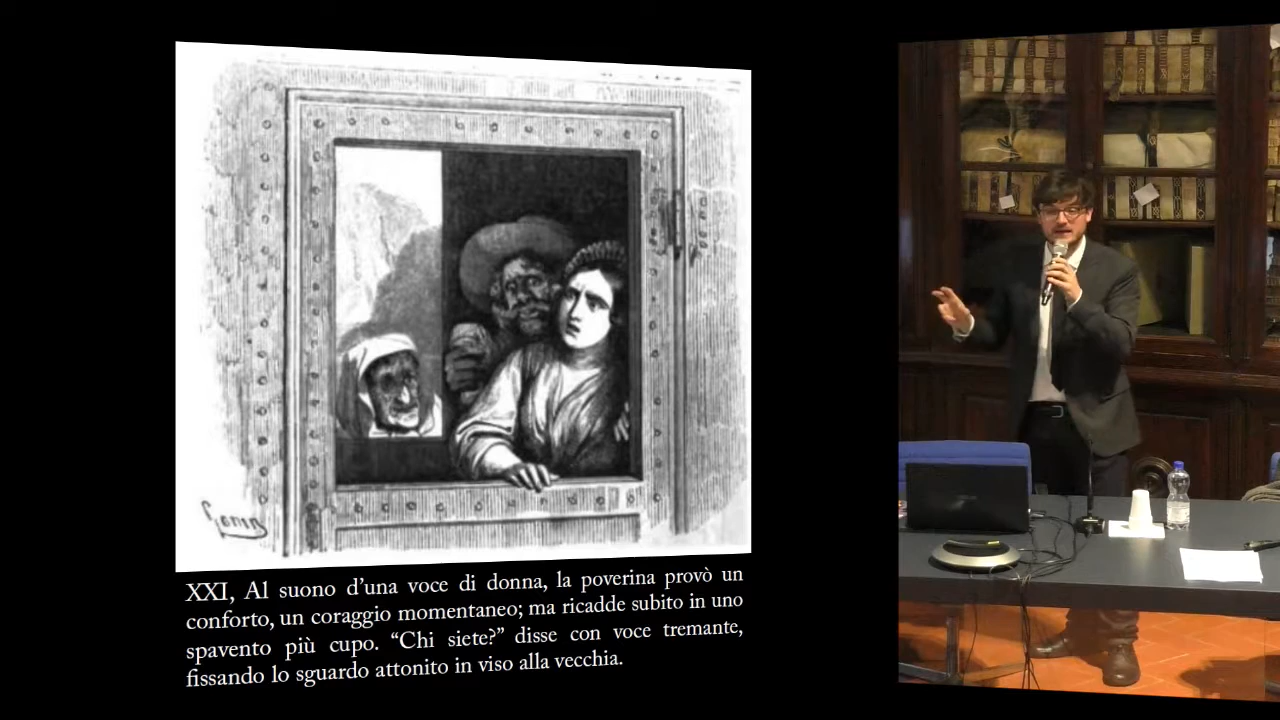 XXI, Al suono d’una voce di donna, la poverina provò un
conforto, un coraggio momentaneo; ma ricadde subito in uno
spavento più cupo. “Chi siete?” disse con voce tremante,
fissando lo sguardo attonito in viso alla vecchia.